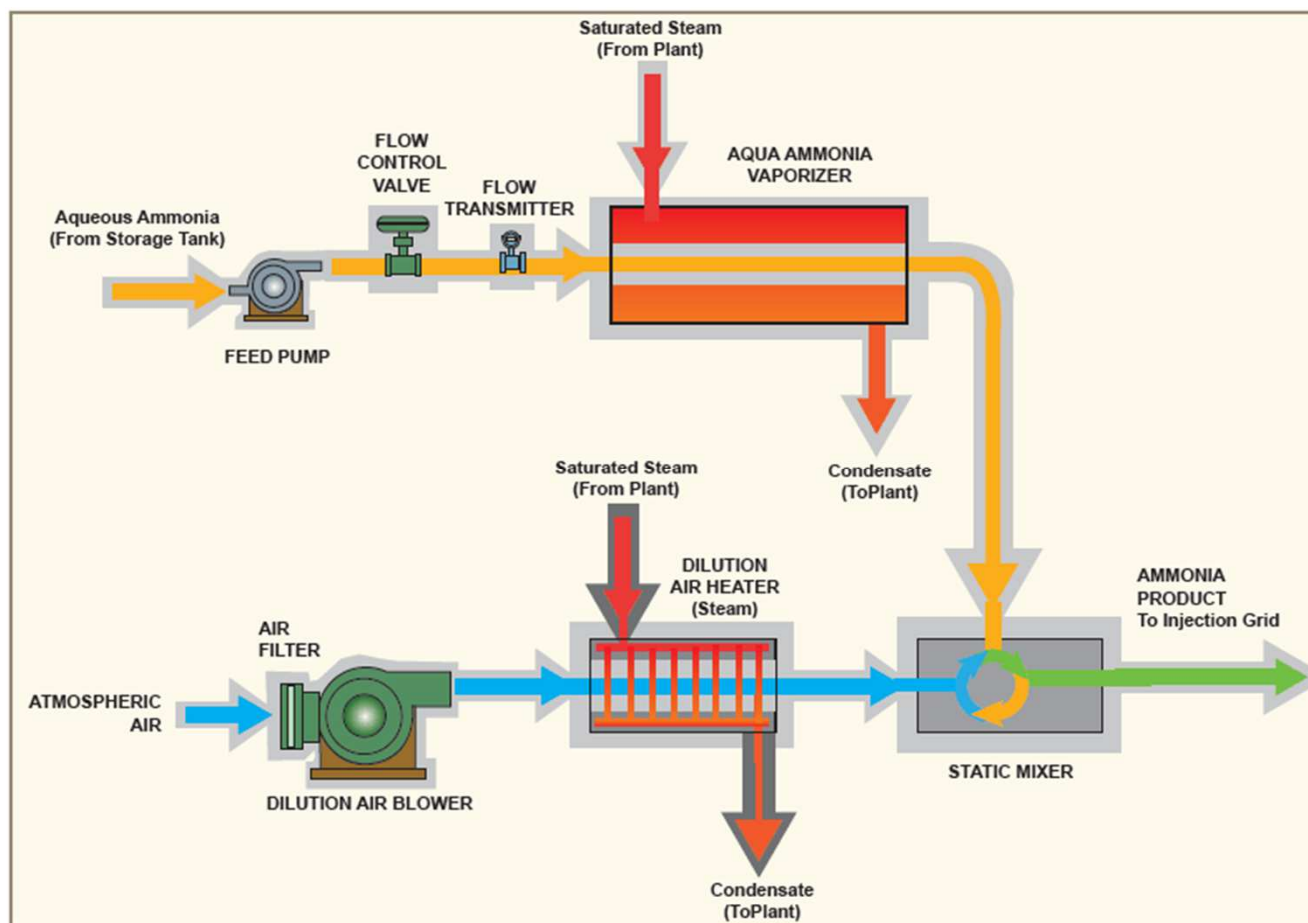 Saturated Steam
(From Plant)
FLOW
CONTROL
VALVE
FLOW
TRANSMITTER
AQUA AMMONIA
VAPORIZER
Aqueous Ammonia
(From Storage Tank)
FEED PUMP
Condensate
(ToPlant)
Saturated Steam
(From Plant)
DILUTION
AIR HEATER
(Steam)
AMMONIA
PRODUCT
To Injection Grid
AIR
FILTER
ATMOSPHERIC
AIR
DILUTION AIR BLOWER
STATIC MIXER
Condensate
(ToPlant)